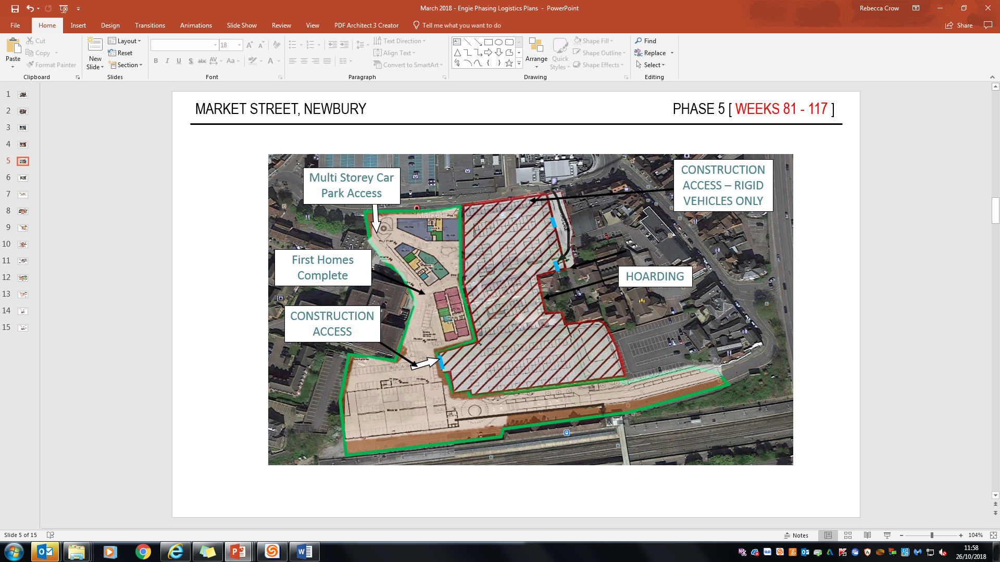 March 2018 - Engie Phasing Logistics Plans - PowerPoint
Rebecca Crow
File Home Insert Design Transitions Animations Slide Show Review View PDF Architect 3 Creator Tell me what you want to do Share
Paste
Cut
Copy
Format Painter
Clipboard
New Slide
Layout
Reset
Section
Slides
18
B I U S abc AV Aa A
Font
Text Direction
Align Text
Convert to SmartArt
Paragraph
Arrange
Quick Styles
Shape Fill
Shape Outline
Shape Effects
Drawing
Find
Replace
Select
Editing
1
2
3
4
5
6
7
8
9
10
11
12
13
14
15
MARKET STREET, NEWBURY
PHASE 5 [ WEEKS 81 - 117 ]
Multi Storey Car
Park Access
CONSTRUCTION
ACCESS – RIGID
VEHICLES ONLY
First Homes
Complete
HOARDING
CONSTRUCTION
ACCESS
Slide 5 of 15
Notes
104%
11:58
26/10/2018